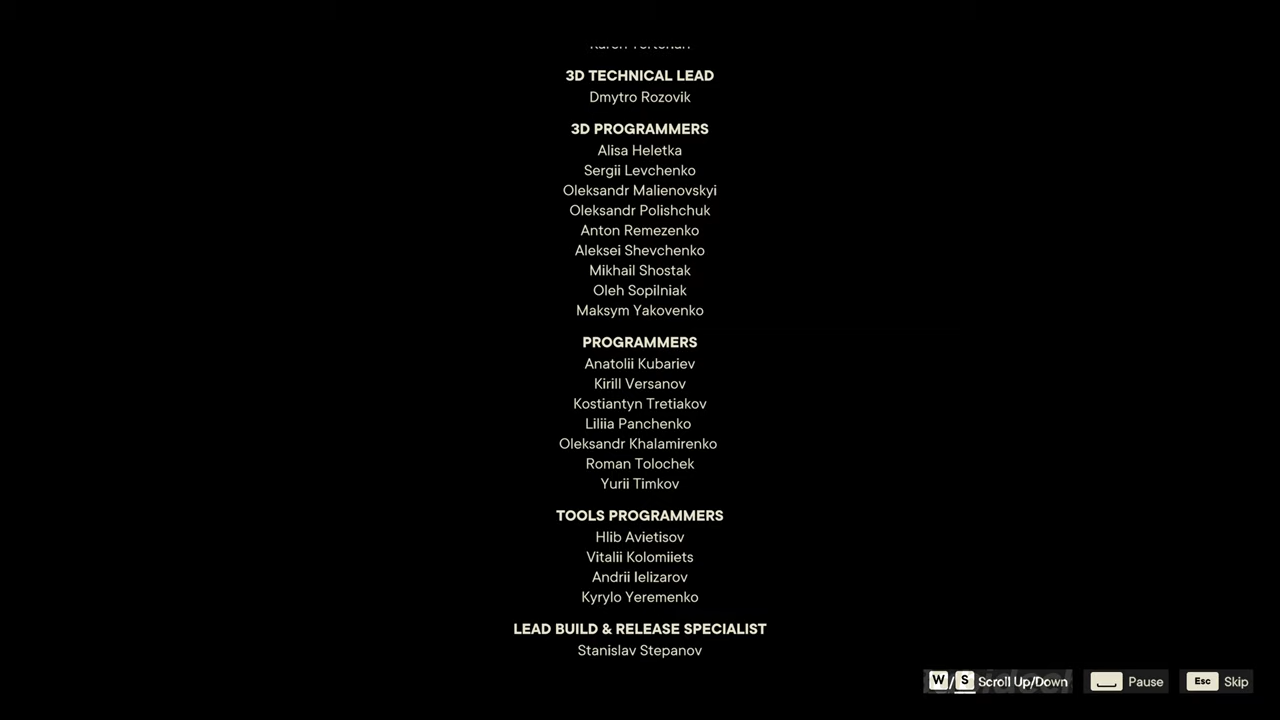 3D TECHNICAL LEAD
Dmytro Rozovik
3D PROGRAMMERS
Alisa Heletka
Sergii Levchenko
Oleksandr Malienovskyi
Oleksandr Polishchuk
Anton Remezenko
Aleksei Shevchenko
Mikhail Shostak
Oleh Sopilniak
Maksym Yakovenko
PROGRAMMERS
Anatolii Kubariev
Kirill Versanov
Kostiantyn Tretiakov
Liliia Panchenko
Oleksandr Khalamirenko
Roman Tolochek
Yurii Timkov
TOOLS PROGRAMMERS
Hlib Avietisov
Vitalii Kolomiiets
Andrii Ielizarov
Kyrylo Yeremenko
LEAD BUILD & RELEASE SPECIALIST
Stanislav Stepanov
W/S Scroll Up/Down Pause Esc Skip